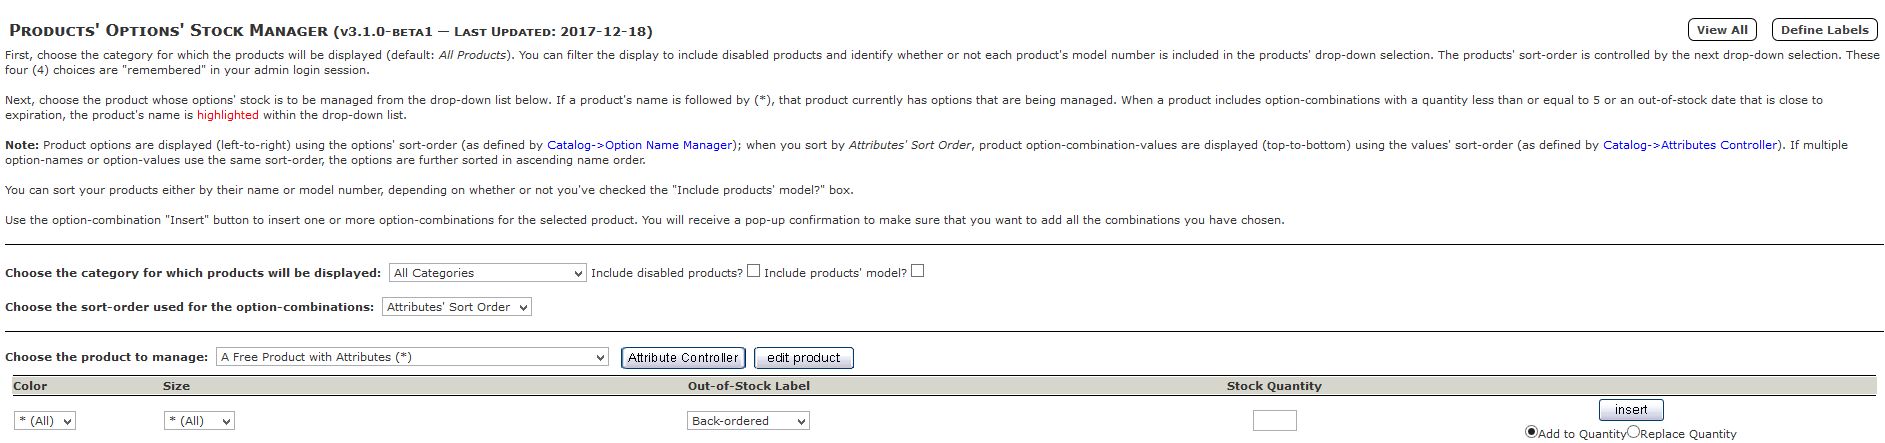 Products' Options' Stock Manager (v3.1.0-beta1 — Last Updated: 2017-12-18)
View All
Define Labels
First, choose the category for which the products will be displayed (default: All Products). You can filter the display to include disabled products and identify whether or not each product's model number is included in the products' drop-down selection. The products' sort-order is controlled by the next drop-down selection. These
four (4) choices are "remembered" in your admin login session.
Next, choose the product whose options' stock is to be managed from the drop-down list below. If a product's name is followed by (*), that product currently has options that are being managed. When a product includes option-combinations with a quantity less than or equal to 5 or an out-of-stock date that is close to
expiration, the product's name is highlighted within the drop-down list.
Note: Product options are displayed (left-to-right) using the options' sort-order (as defined by Catalog->Option Name Manager); when you sort by Attributes' Sort Order, product option-combination-values are displayed (top-to-bottom) using the values' sort-order (as defined by Catalog->Attributes Controller). If multiple
option-names or option-values use the same sort-order, the options are further sorted in ascending name order.
You can sort your products either by their name or model number, depending on whether or not you've checked the "Include products' model?" box.
Use the option-combination "Insert" button to insert one or more option-combinations for the selected product. You will receive a pop-up confirmation to make sure that you want to add all the combinations you have chosen.
Choose the category for which products will be displayed: All Categories Include disabled products? Include products' model?
Choose the sort-order used for the option-combinations: Attributes' Sort Order
Choose the product to manage: A Free Product with Attributes (*) Attribute Controller edit product
Color Size Out-of-Stock Label Stock Quantity
* (All) * (All) Back-ordered insert
Add to Quantity Replace Quantity